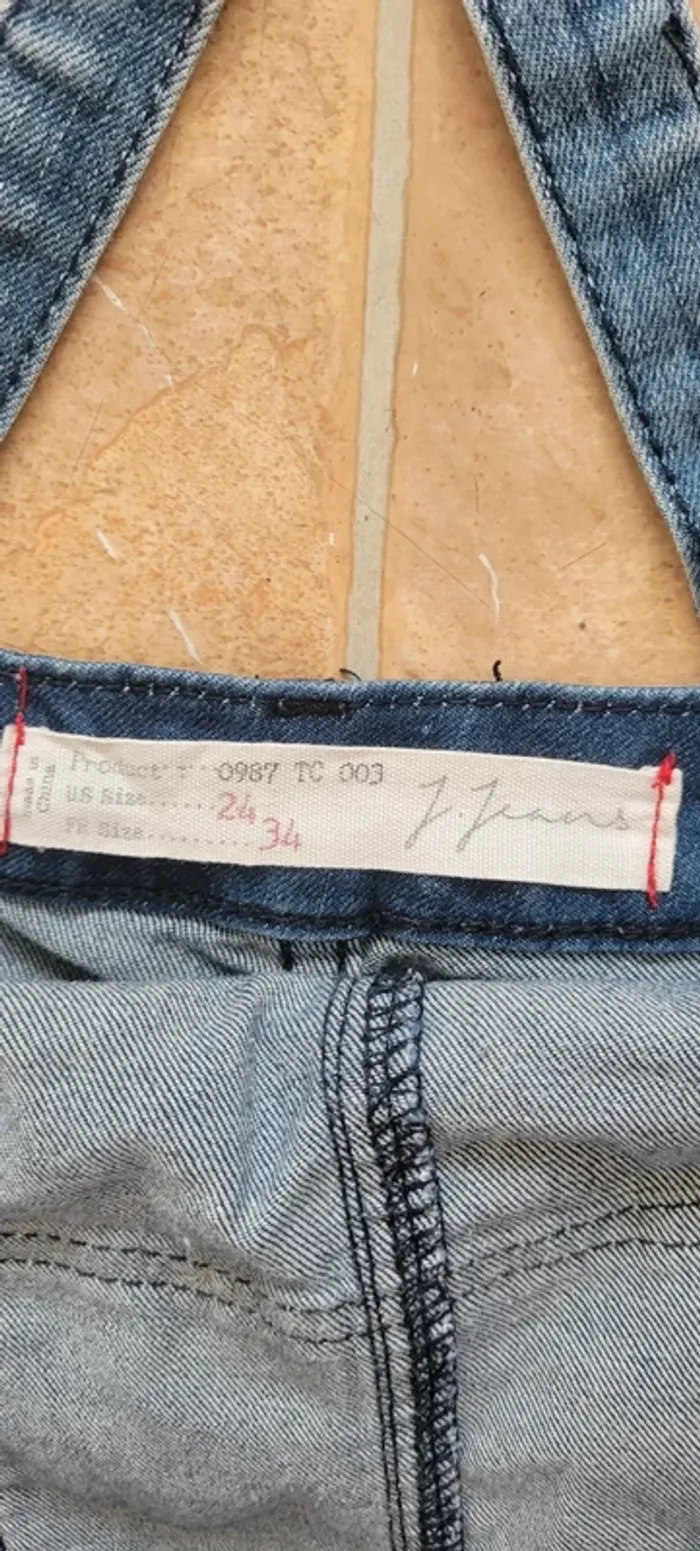 Made in
China
Product : 0987 TC 003
US Size...... 24
FR Size.......... 34
J.Jeans